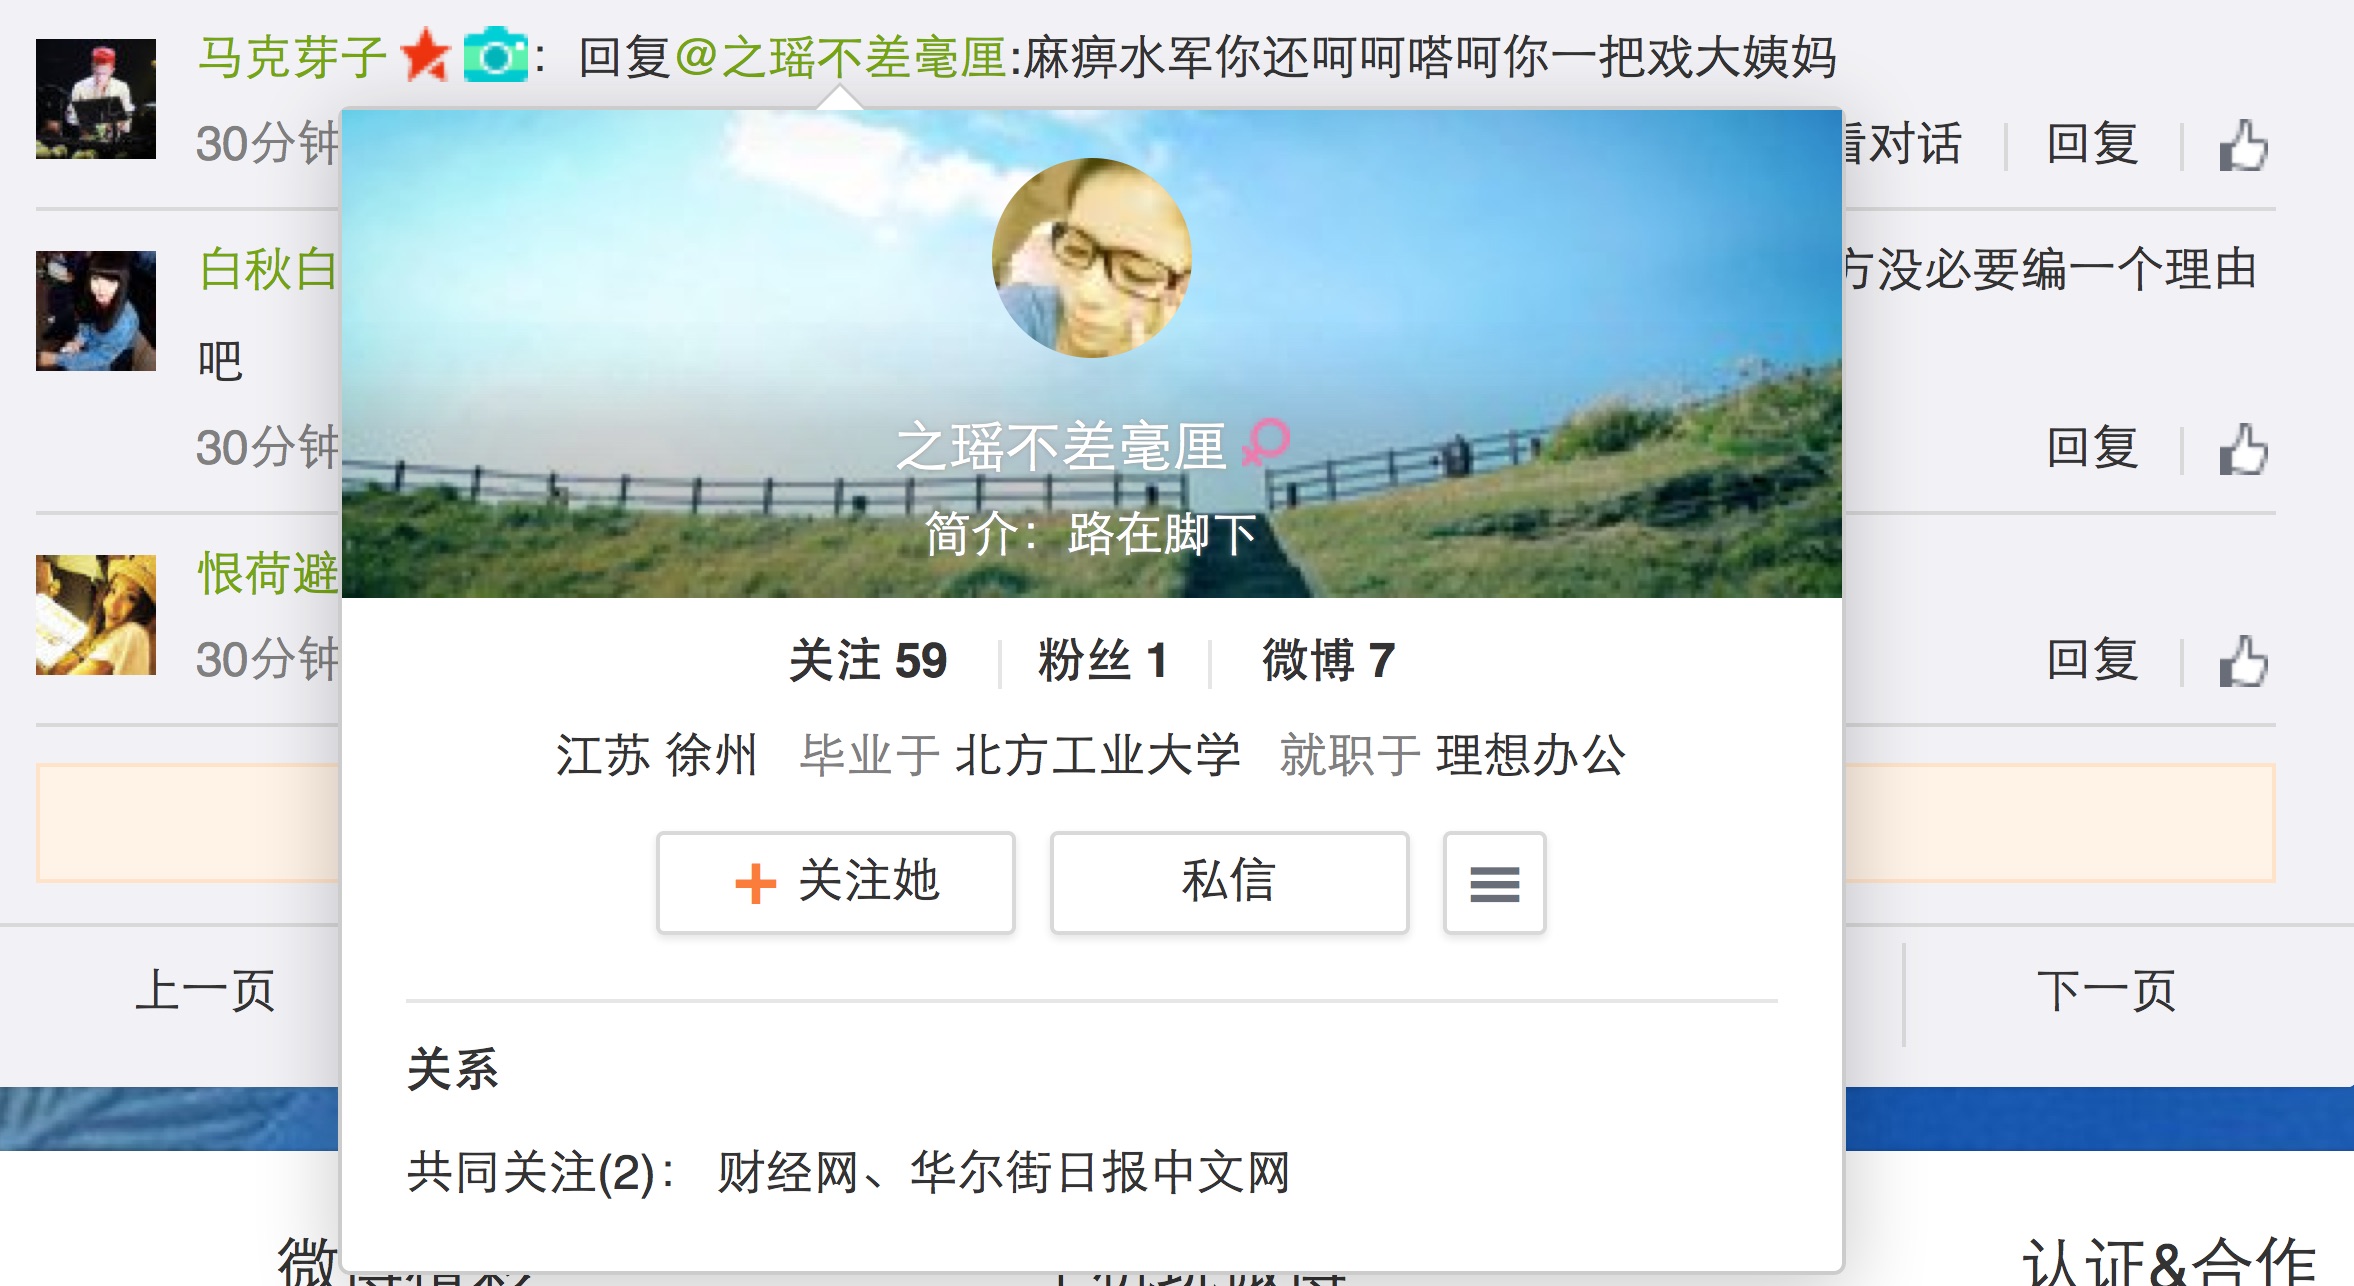 马克芽子: 回复@之瑶不差毫厘:麻痹水军你还呵呵嗒呵你一把戏大姨妈
30分钟
对话 回复
白秋白
方没必要编一个理由
吧
30分钟
回复
恨荷避
30分钟
回复
之瑶不差毫厘
简介：路在脚下
关注 59 粉丝 1 微博 7
江苏 徐州 毕业于 北方工业大学 就职于 理想办公
+ 关注她 私信
上一页
下一页
关系
共同关注(2)： 财经网、华尔街日报中文网
微
认证&合作